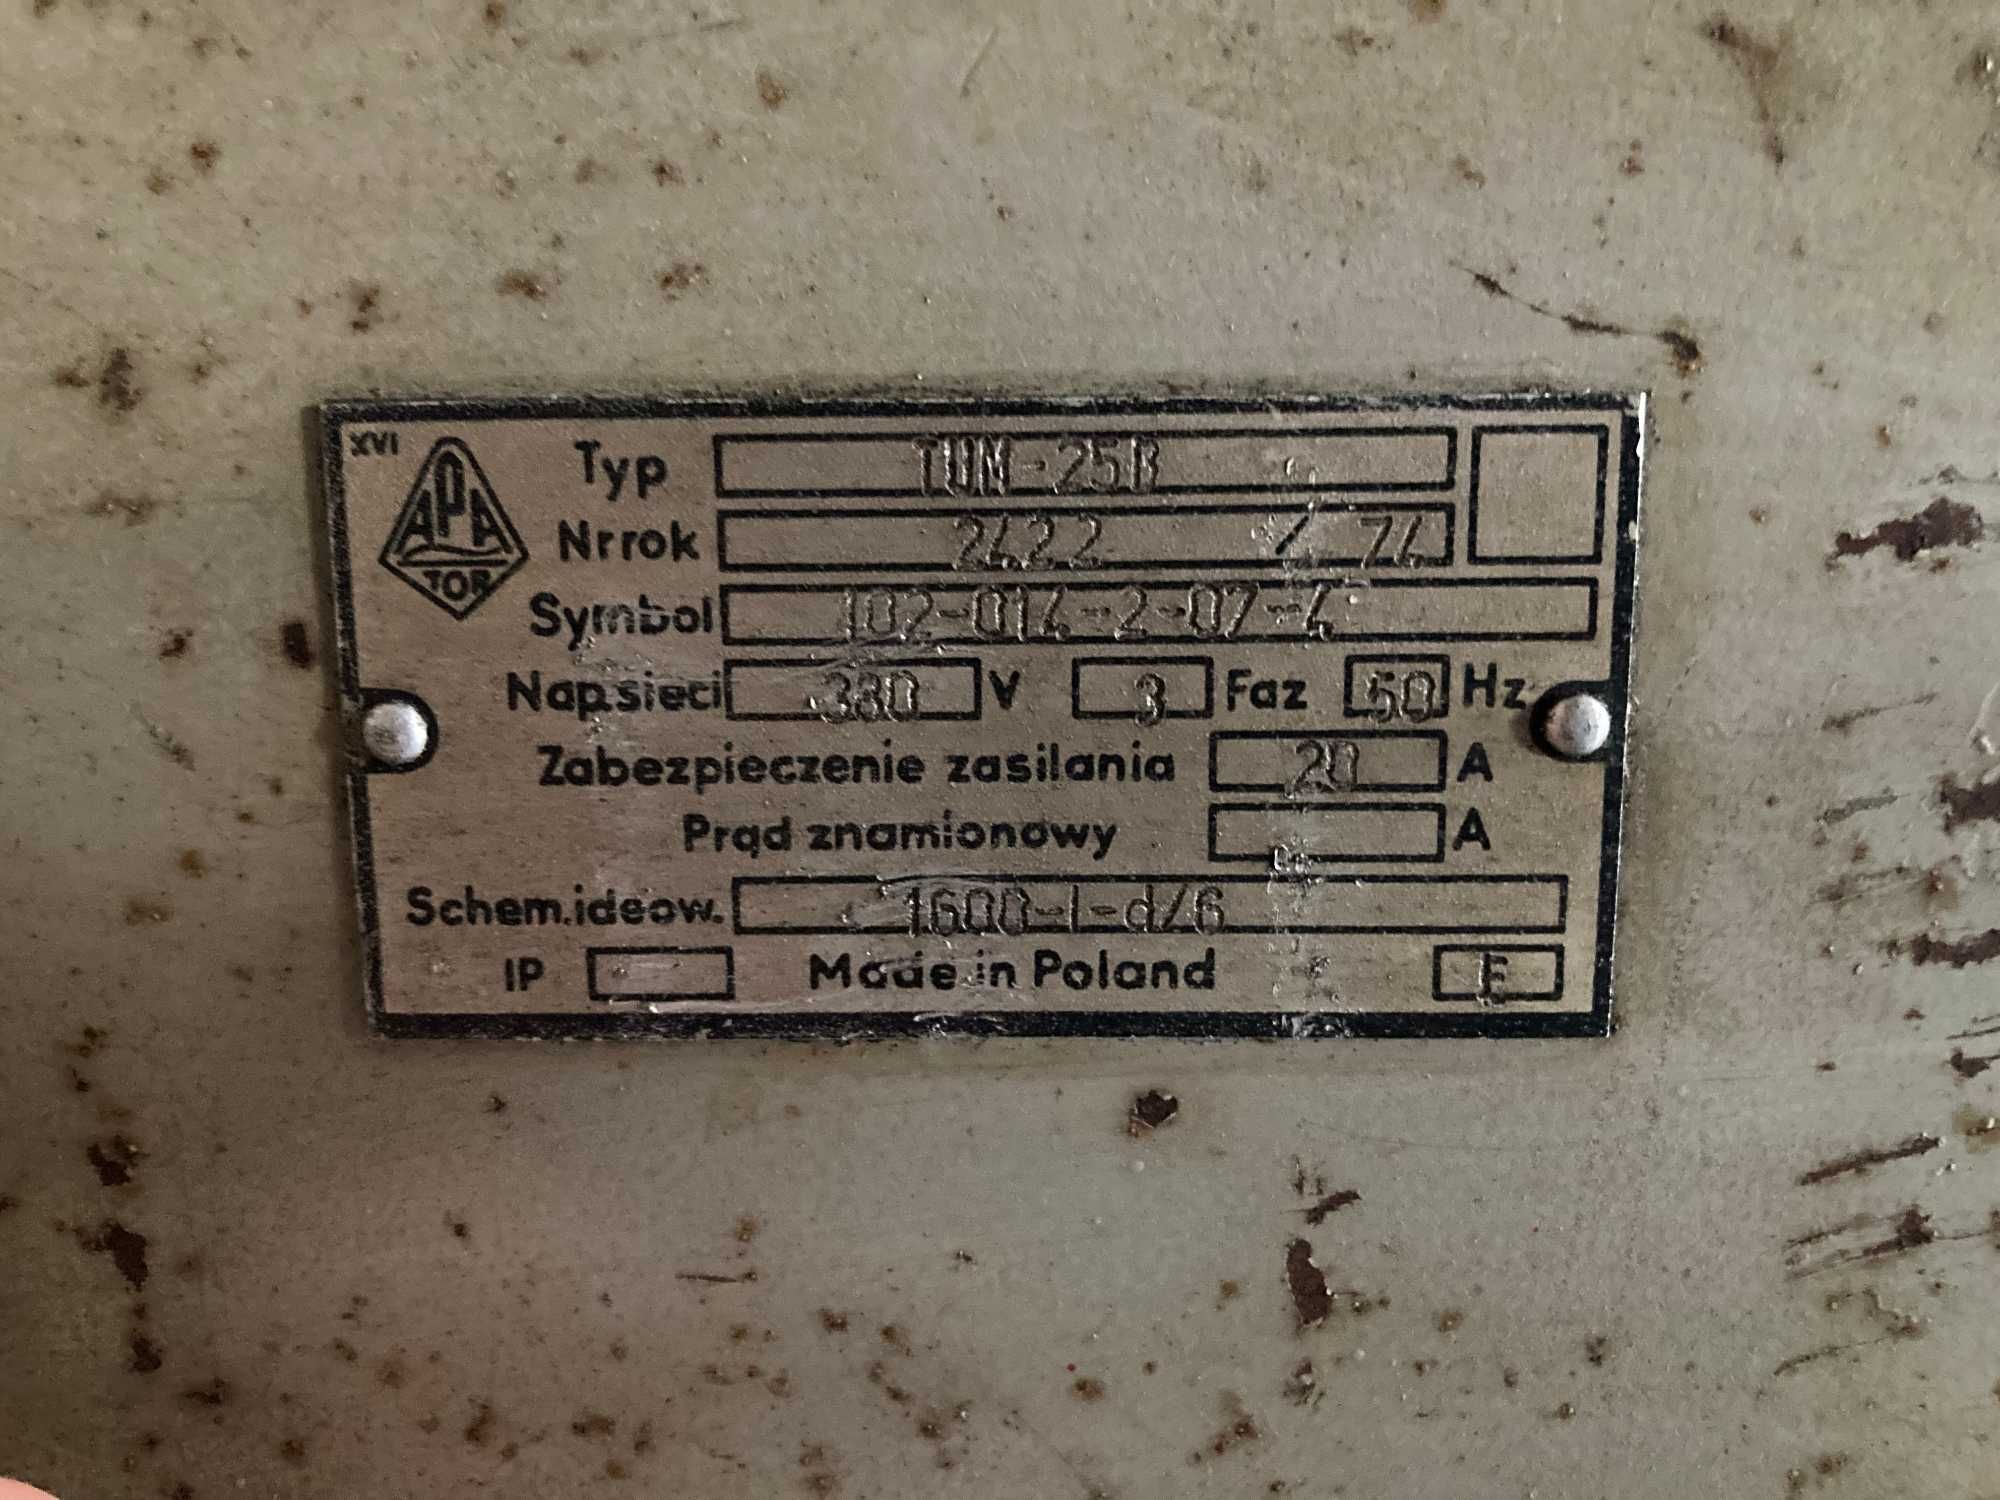 XVI
APA
TOR
Typ TUM-25B
Nr rok 2422 / 74
Symbol 102-014-2-07-4
Nap.sieci 380 V 3 Faz 50 Hz
Zabezpieczenie zasilania 20 A
Prąd znamionowy A
Schem.ideow. 1600-1-d/6
IP Made in Poland E